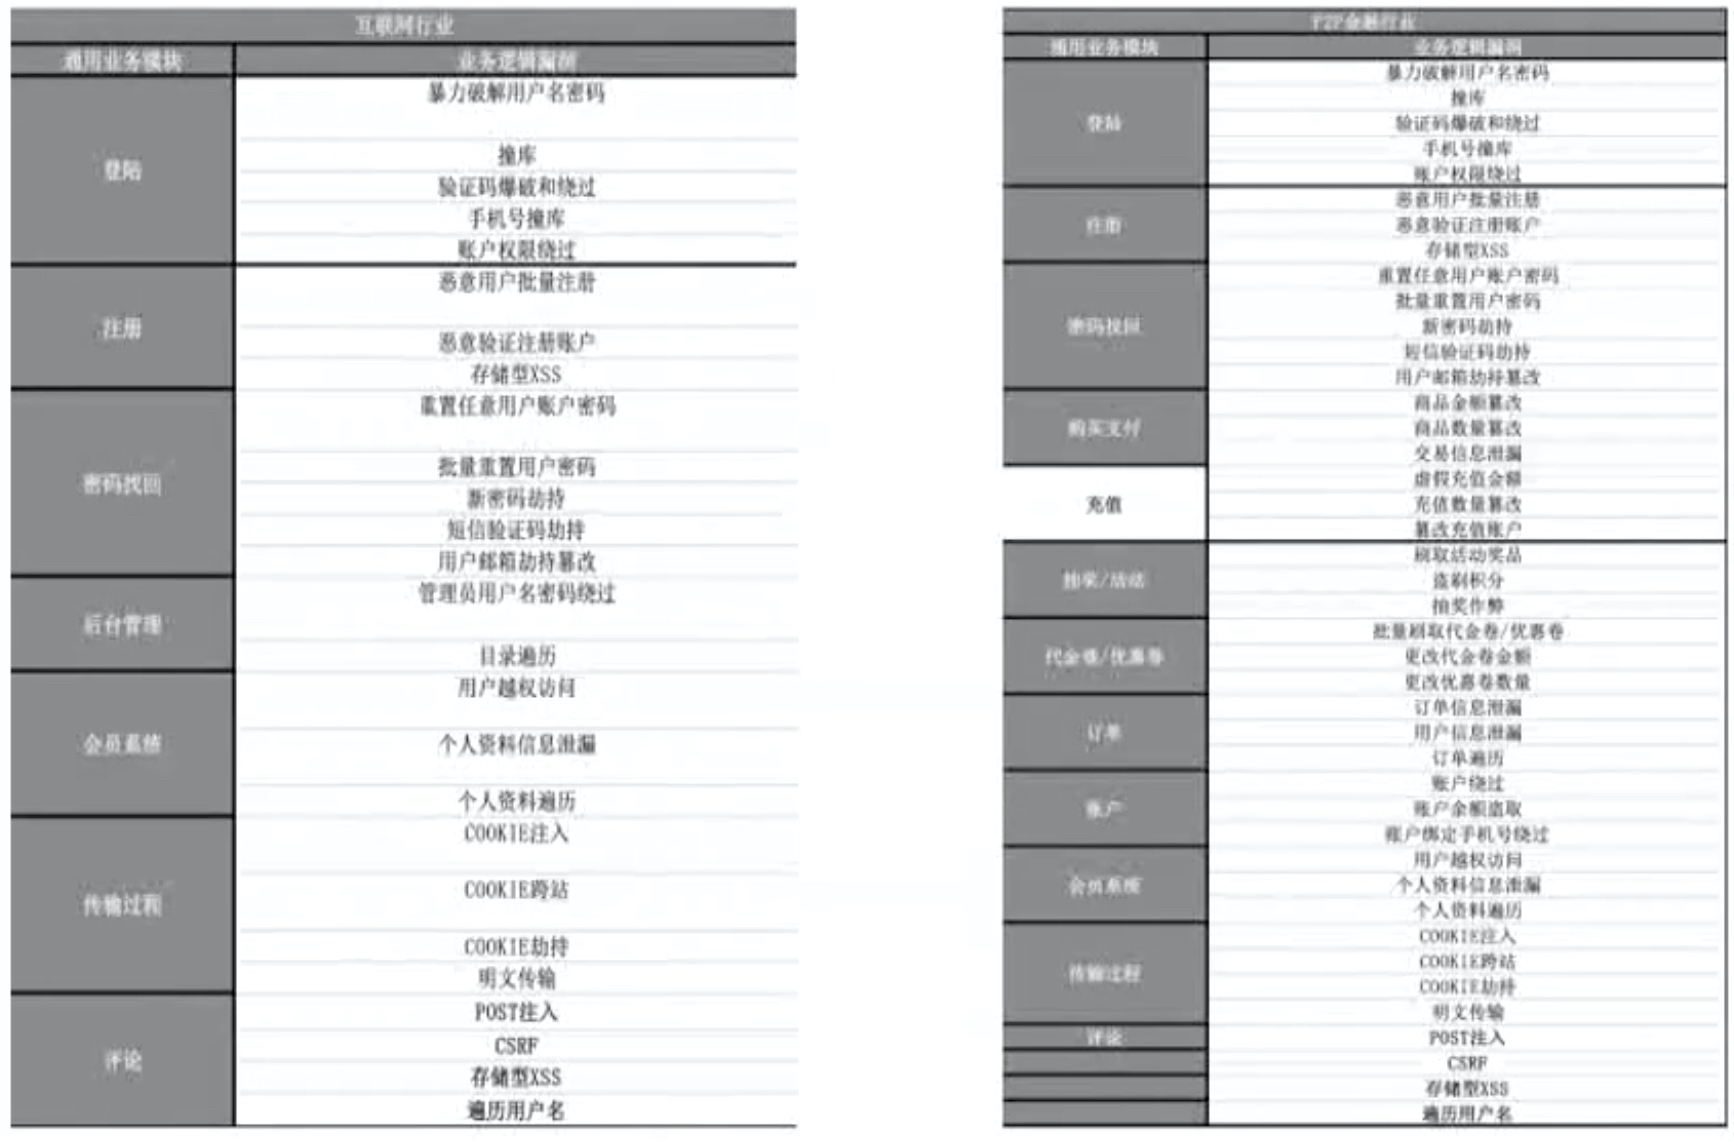 互联网行业
通用业务模块 业务逻辑漏洞
登陆
暴力破解用户名密码
撞库
验证码爆破和绕过
手机号撞库
账户权限绕过
注册
恶意用户批量注册
恶意验证注册账户
存储型XSS
密码找回
重置任意用户账户密码
批量重置用户密码
新密码劫持
短信验证码劫持
用户邮箱劫持篡改
后台管理
管理员用户名密码绕过
目录遍历
会员系统
用户越权访问
个人资料信息泄漏
个人资料遍历
传输过程
COOKIE注入
COOKIE跨站
COOKIE劫持
明文传输
评论
POST注入
CSRF
存储型XSS
遍历用户名
P2P金融行业
通用业务模块 业务逻辑漏洞
登陆
暴力破解用户名密码
撞库
验证码爆破和绕过
手机号撞库
账户权限绕过
注册
恶意用户批量注册
恶意验证注册账户
存储型XSS
密码找回
重置任意用户账户密码
批量重置用户密码
新密码劫持
短信验证码劫持
用户邮箱劫持篡改
购买支付
商品金额篡改
商品数量篡改
交易信息泄漏
充值
虚假充值金额
充值数量篡改
篡改充值账户
抽奖/活动
刷取活动奖品
盗刷积分
抽奖作弊
代金卷/优惠卷
批量刷取代金卷/优惠卷
更改代金卷金额
更改优惠卷数量
订单
订单信息泄漏
用户信息泄漏
订单遍历
账户
账户绕过
账户余额盗取
账户绑定手机号绕过
会员系统
用户越权访问
个人资料信息泄漏
个人资料遍历
传输过程
COOKIE注入
COOKIE跨站
COOKIE劫持
明文传输
评论
POST注入
CSRF
存储型XSS
遍历用户名